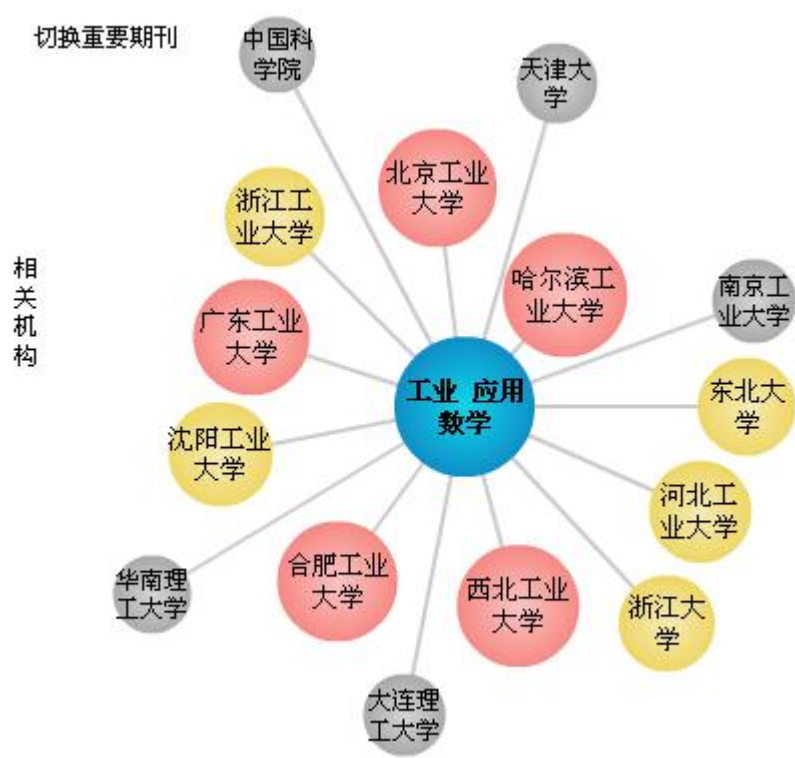 切换重要期刊
中国科
学院
天津大
学
北京工业
大学
浙江工
业大学
哈尔滨工
业大学
南京工
业大学
相
关
机
构
广东工业
大学
工业 应用
数学
东北大
学
沈阳工业
大学
河北工
业大学
华南理
工大学
合肥工业
大学
西北工业
大学
浙江大
学
大连理
工大学